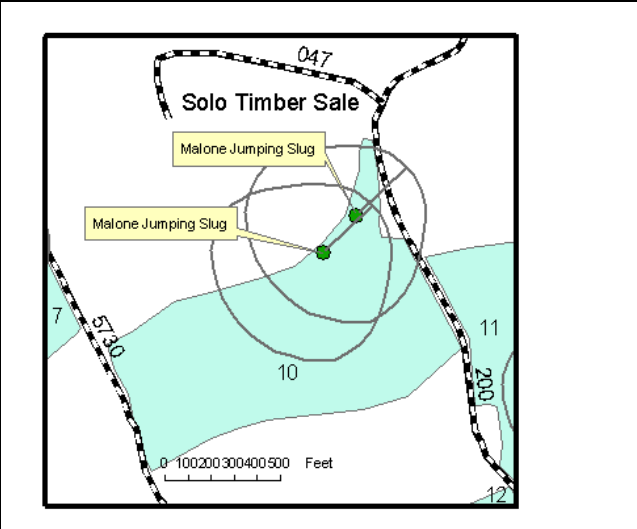 047
Solo Timber Sale
Malone Jumping Slug
Malone Jumping Slug
7
5730
11
10
200
0 100200300400500 Feet
12